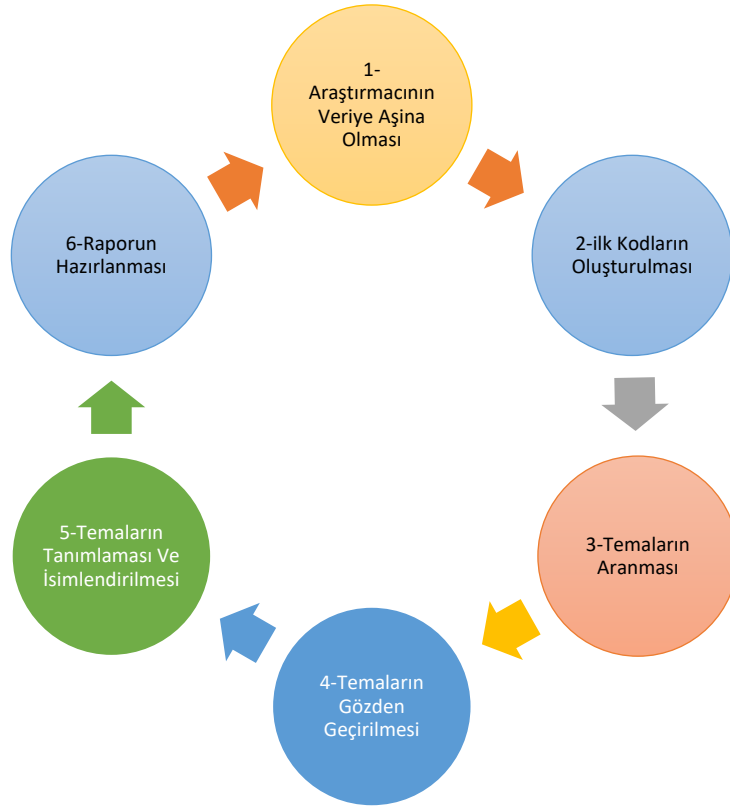 1-
Araştırmacının
Veriye Aşina
Olması
2-ilk Kodların
Oluşturulması
3-Temaların
Aranması
4-Temaların
Gözden
Geçirilmesi
5-Temaların
Tanımlaması Ve
İsimlendirilmesi
6-Raporun
Hazırlanması